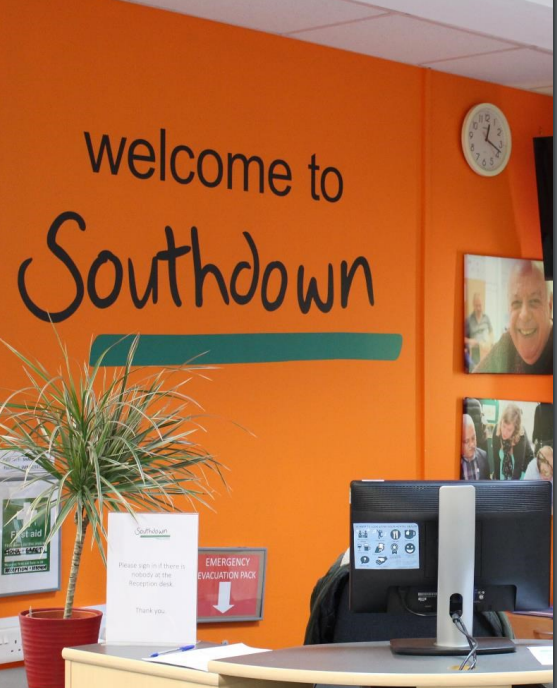 welcome to
Southdown
First aid
Southdown
Please sign in if there is
nobody at the
Reception desk.
Thank you.
EMERGENCY
EVACUATION PACK